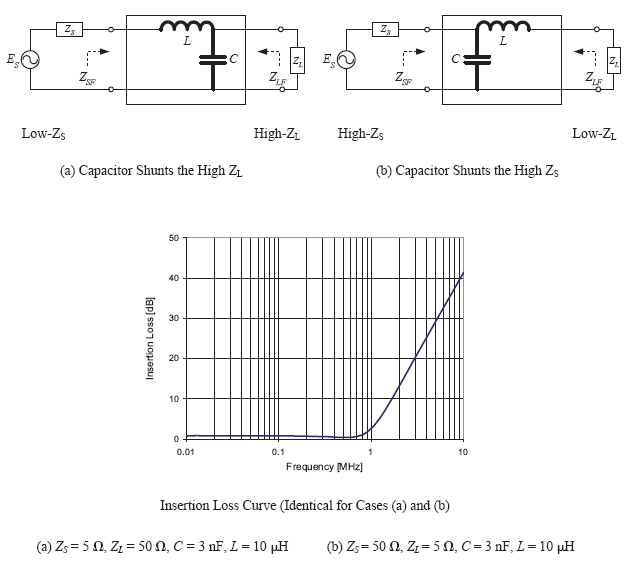 Z_S
L
C
E_S
Z_SF
Z_LF
Z_L
Low-Z_S
High-Z_L
(a) Capacitor Shunts the High Z_L
Z_S
L
C
E_S
Z_SF
Z_LF
Z_L
High-Z_S
Low-Z_L
(b) Capacitor Shunts the High Z_S
Insertion Loss [dB]
50
40
30
20
10
0
0.01
0.1
1
10
Frequency [MHz]
Insertion Loss Curve (Identical for Cases (a) and (b)
(a) Z_S = 5 Ω, Z_L = 50 Ω, C = 3 nF, L = 10 μH
(b) Z_S = 50 Ω, Z_L = 5 Ω, C = 3 nF, L = 10 μH